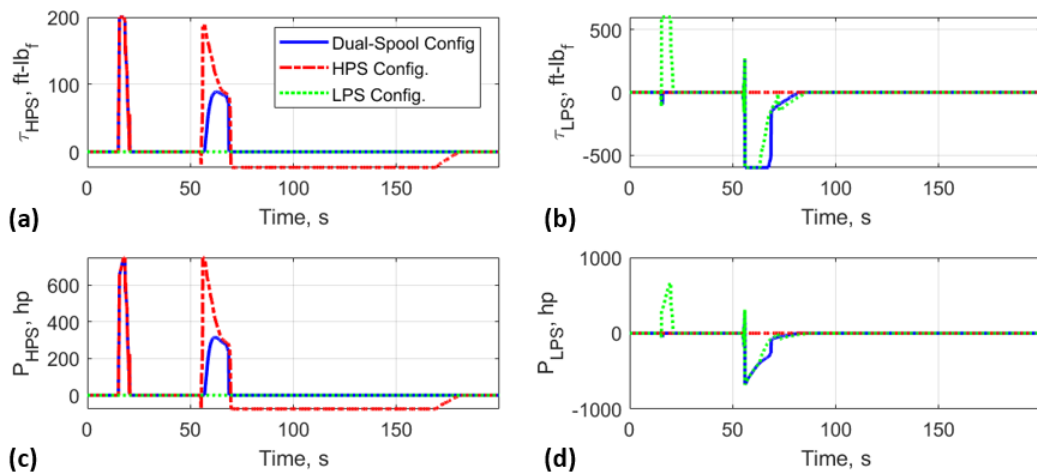 200
100
0
τHPS, ft-lbf
Dual-Spool Config
HPS Config.
LPS Config.
0 50 100 150
Time, s
(a)
500
0
-500
τLPS, ft-lbf
0 50 100 150
Time, s
(b)
600
400
200
0
PHPS, hp
0 50 100 150
Time, s
(c)
1000
0
-1000
PLPS, hp
0 50 100 150
Time, s
(d)